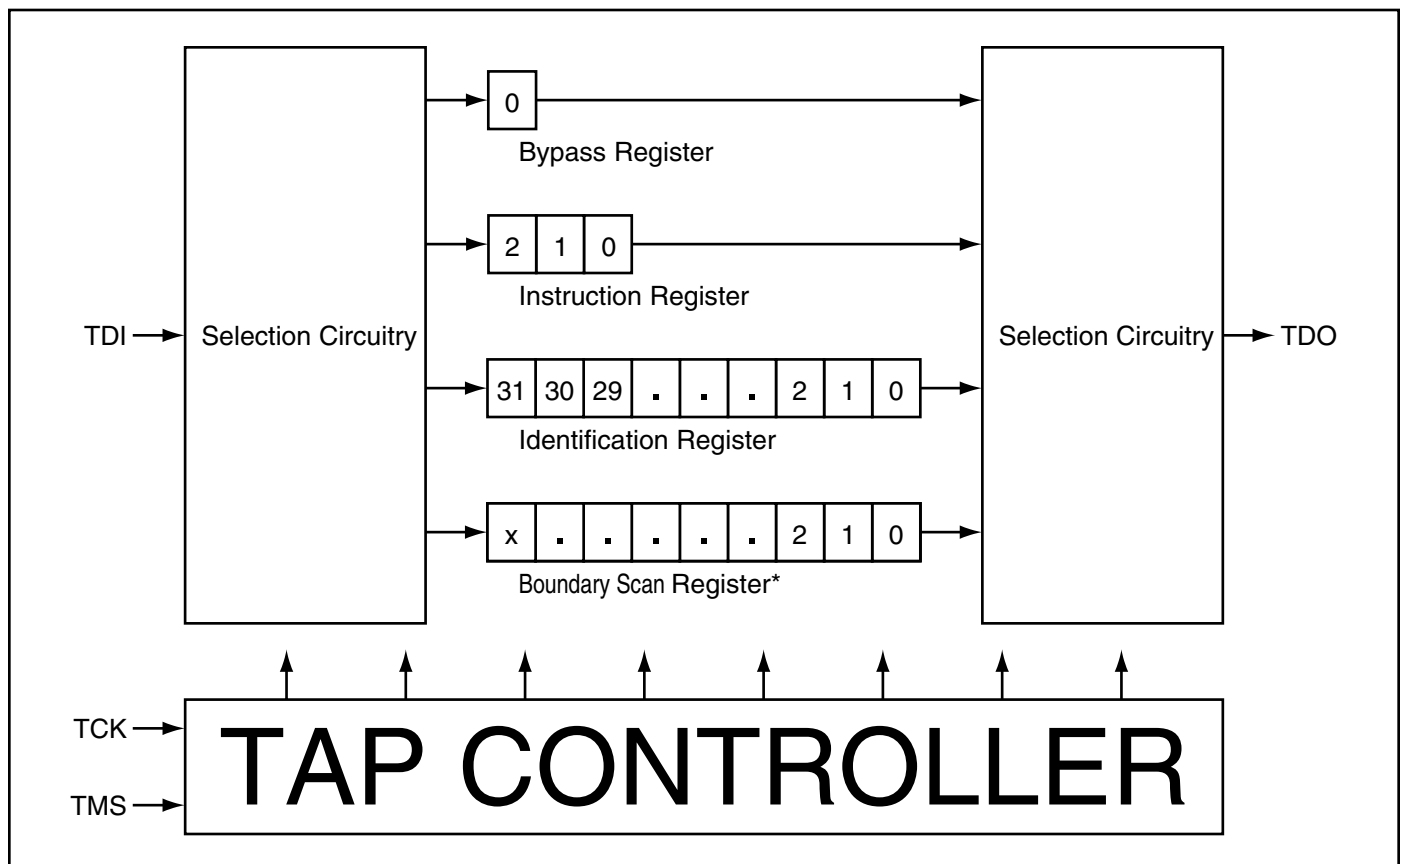 0
Bypass Register
2 1 0
Instruction Register
TDI
Selection Circuitry
Selection Circuitry
TDO
31 30 29 . . . 2 1 0
Identification Register
x . . . . . 2 1 0
Boundary Scan Register*
TCK
TAP CONTROLLER
TMS